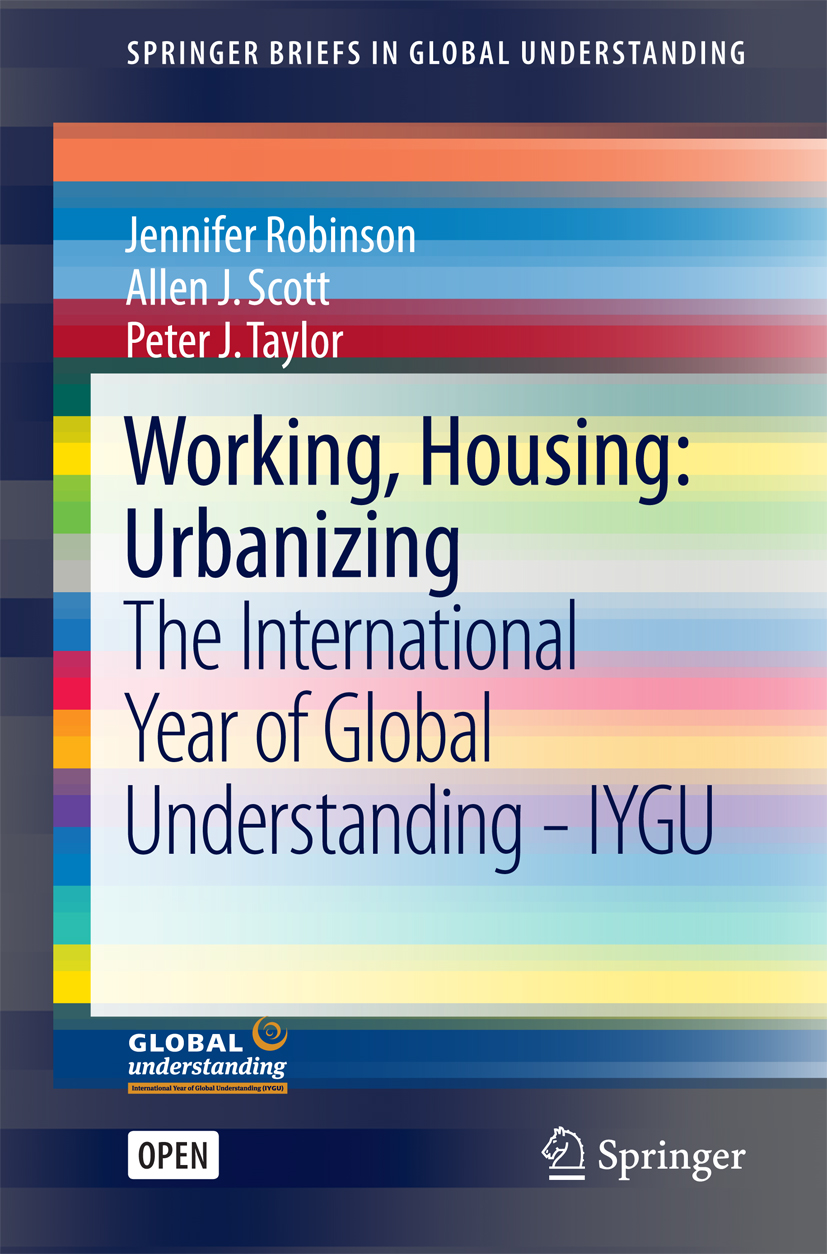 SPRINGER BRIEFS IN GLOBAL UNDERSTANDING
Jennifer Robinson
Allen J. Scott
Peter J. Taylor
Working, Housing:
Urbanizing
The International
Year of Global
Understanding – IYGU
GLOBAL
understanding
International Year of Global Understanding (IYGU)
OPEN
Springer